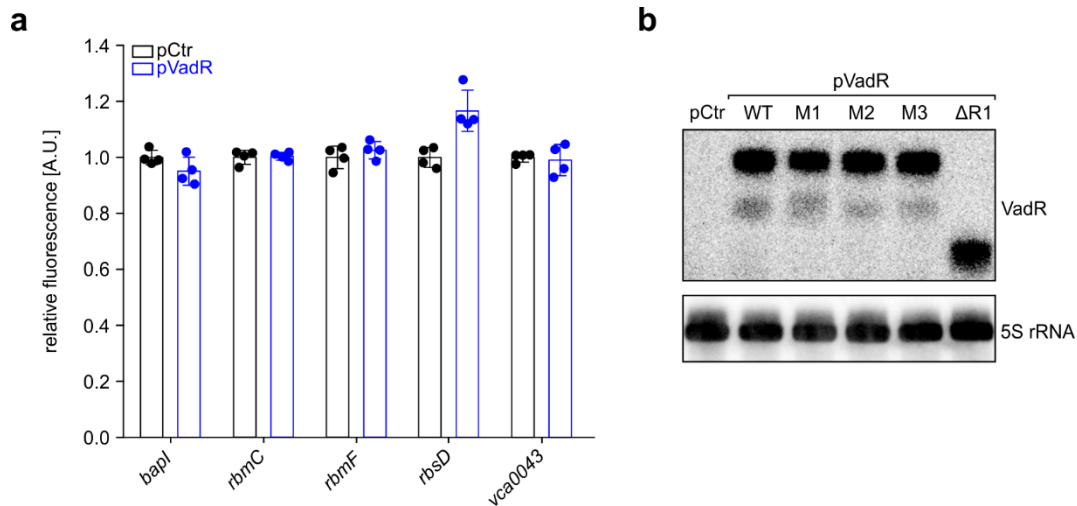 a
1.4
1.2
1.0
0.8
0.6
0.4
0.2
0.0
relative fluorescence [A.U.]
pCtr
pVadR
bapI
rbmC
rbmF
rbsD
vca0043
b
pVadR
pCtr WT M1 M2 M3 ΔR1
VadR
5S rRNA